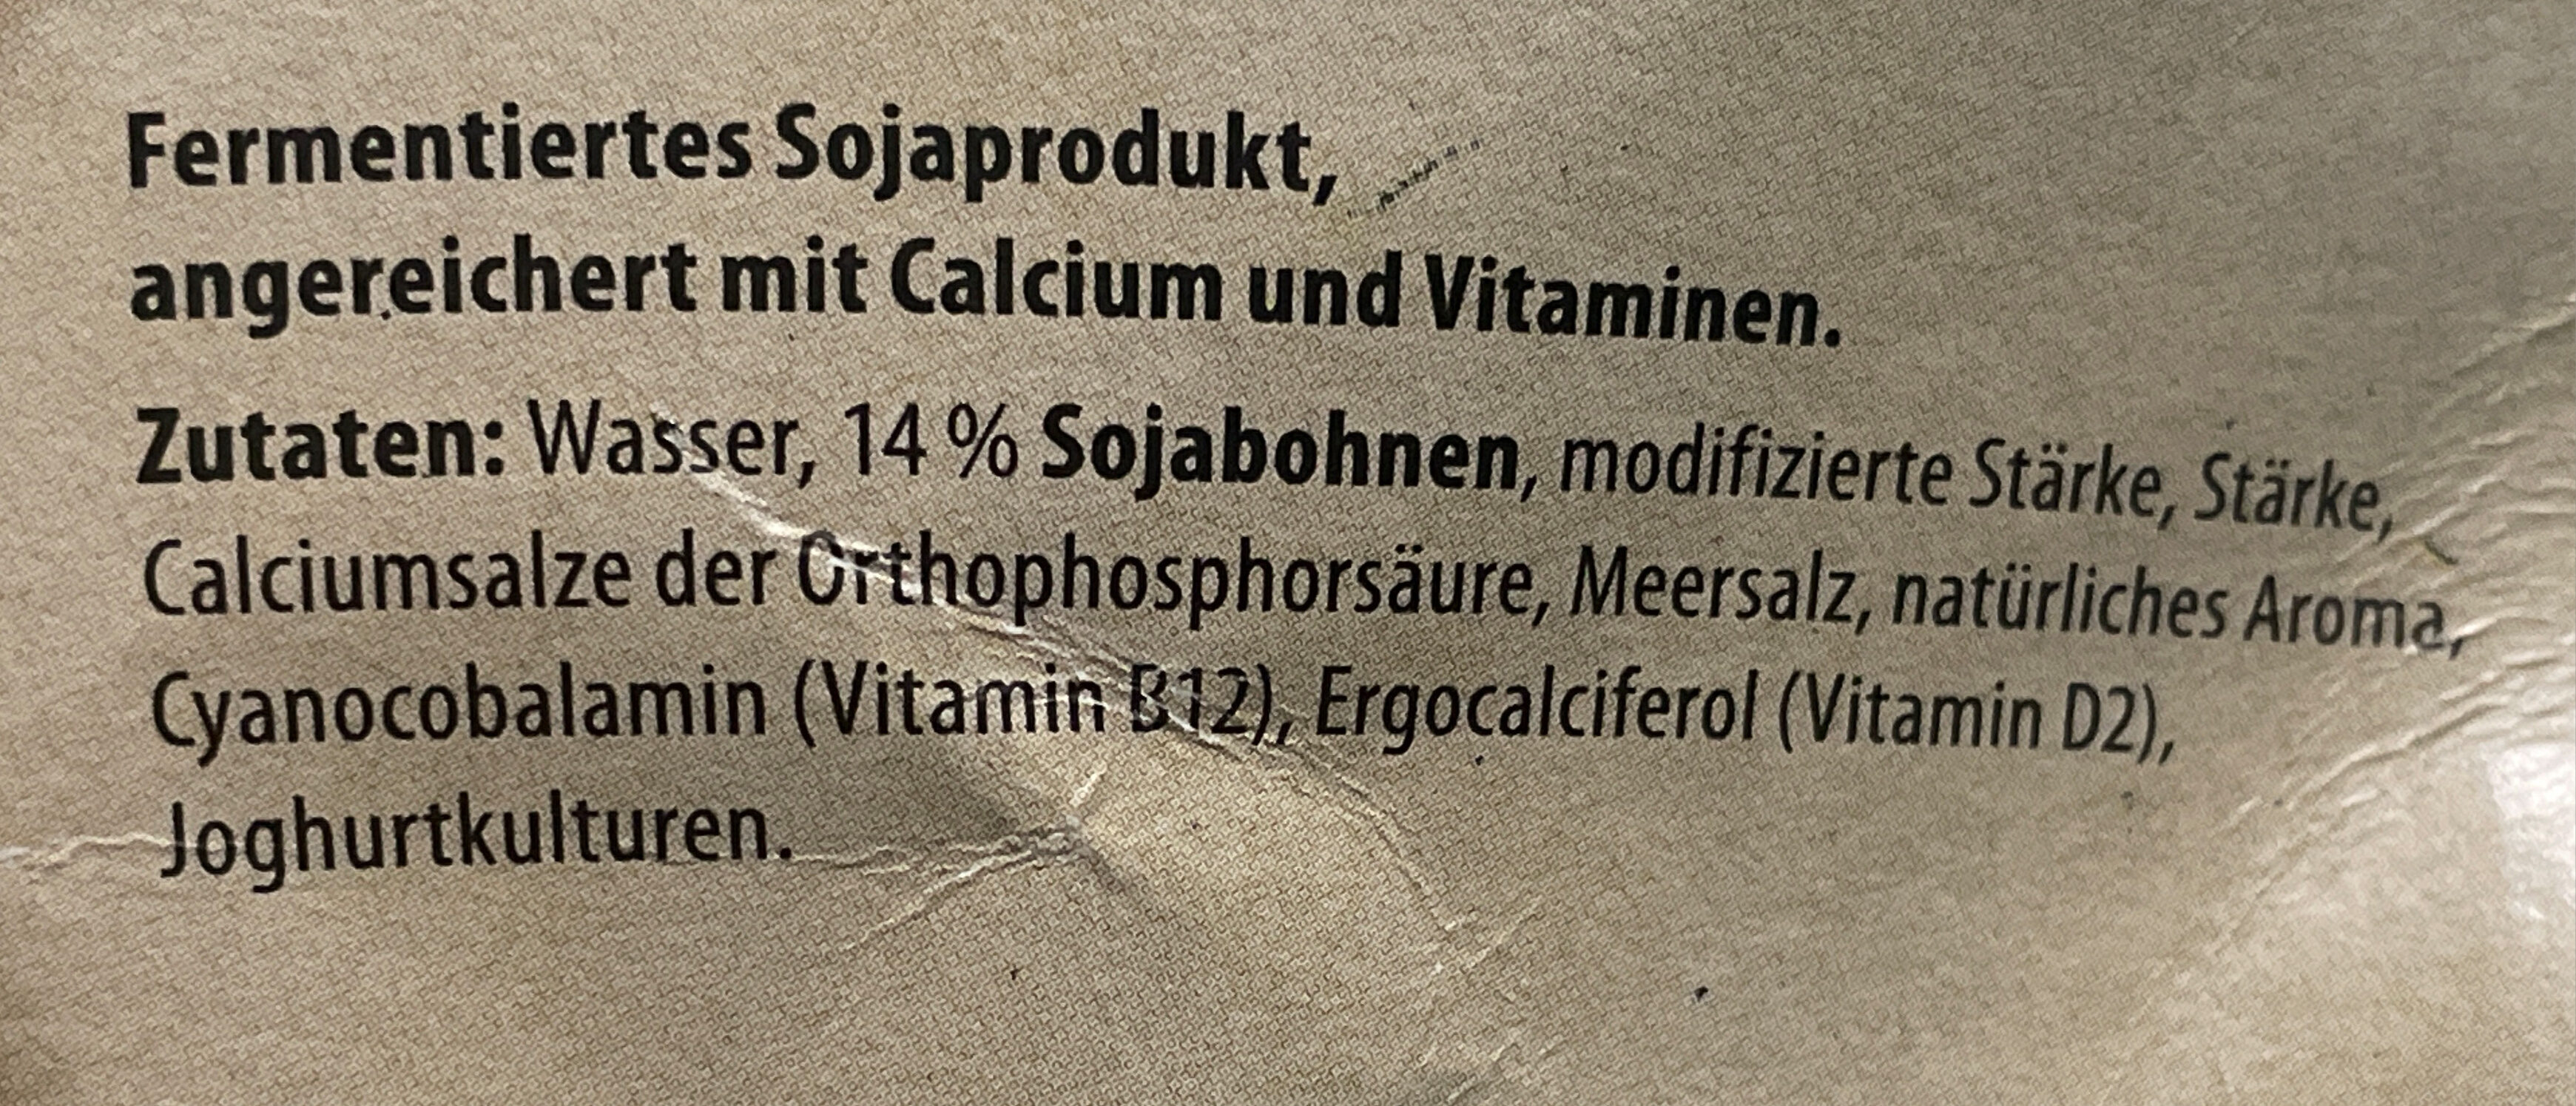 Fermentiertes Sojaprodukt,
angereichert mit Calcium und Vitaminen.
Zutaten: Wasser, 14 % Sojabohnen, modifizierte Stärke, Stärke,
Calciumsalze der Orthophosphorsäure, Meersalz, natürliches Aroma,
Cyanocobalamin (Vitamin B12), Ergocalciferol (Vitamin D2),
Joghurtkulturen.